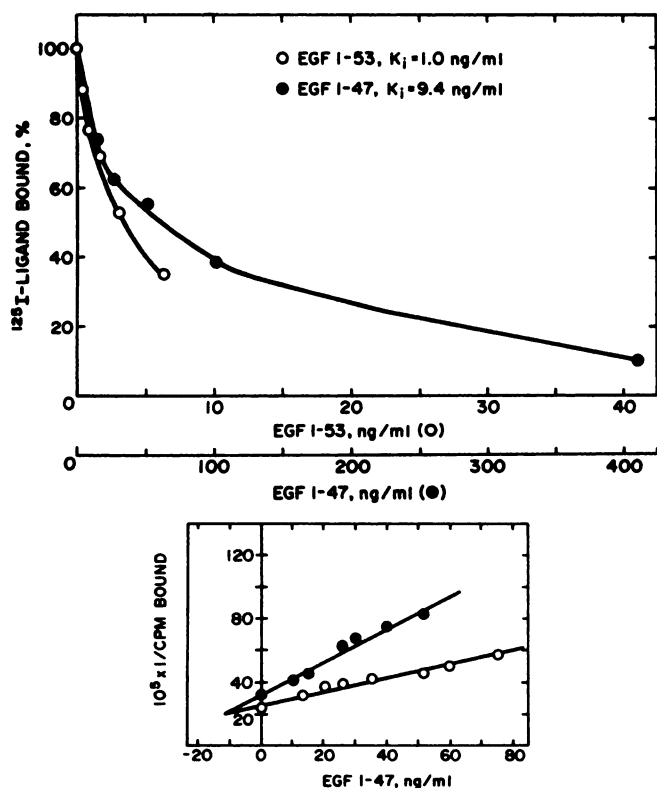 ○ EGF 1-53, Ki=1.0 ng/ml
● EGF 1-47, Ki=9.4 ng/ml
125I-LIGAND BOUND, %
100
80
60
40
20
0
0 10 20 30 40
EGF 1-53, ng/ml (○)
0 100 200 300 400
EGF 1-47, ng/ml (●)
10^5 x 1/CPM BOUND
120
80
40
20
-20 0 20 40 60 80
EGF 1-47, ng/ml